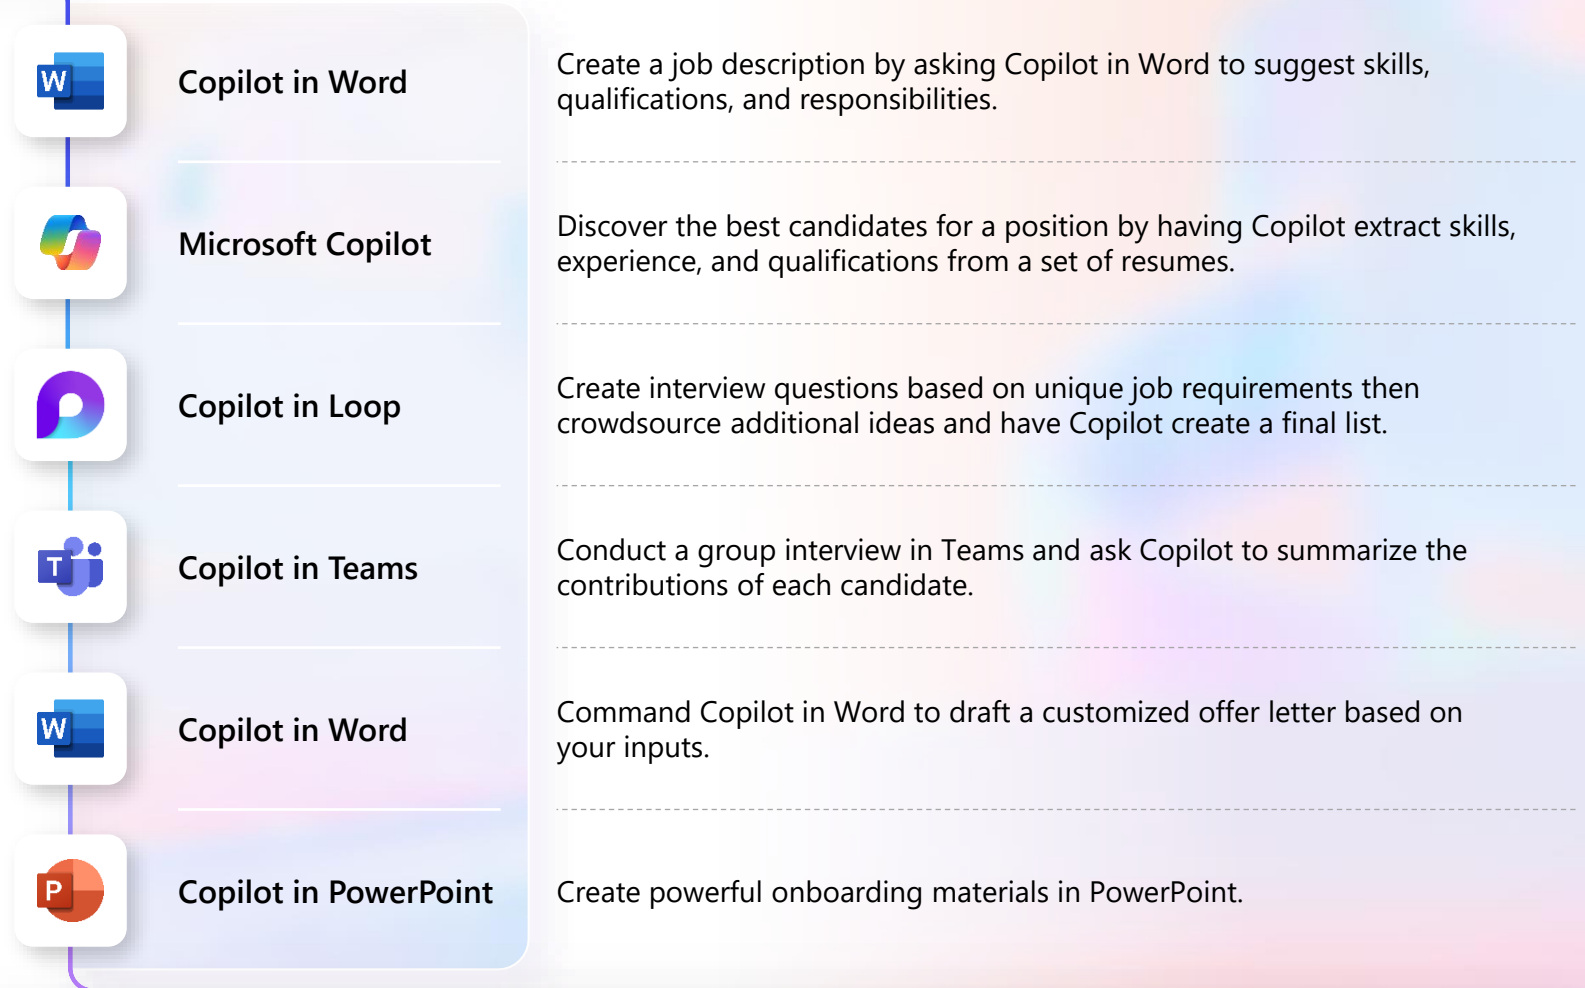 W
Copilot in Word
Create a job description by asking Copilot in Word to suggest skills,
qualifications, and responsibilities.
Microsoft Copilot
Discover the best candidates for a position by having Copilot extract skills,
experience, and qualifications from a set of resumes.
Copilot in Loop
Create interview questions based on unique job requirements then
crowdsource additional ideas and have Copilot create a final list.
T
Copilot in Teams
Conduct a group interview in Teams and ask Copilot to summarize the
contributions of each candidate.
W
Copilot in Word
Command Copilot in Word to draft a customized offer letter based on
your inputs.
P
Copilot in PowerPoint
Create powerful onboarding materials in PowerPoint.